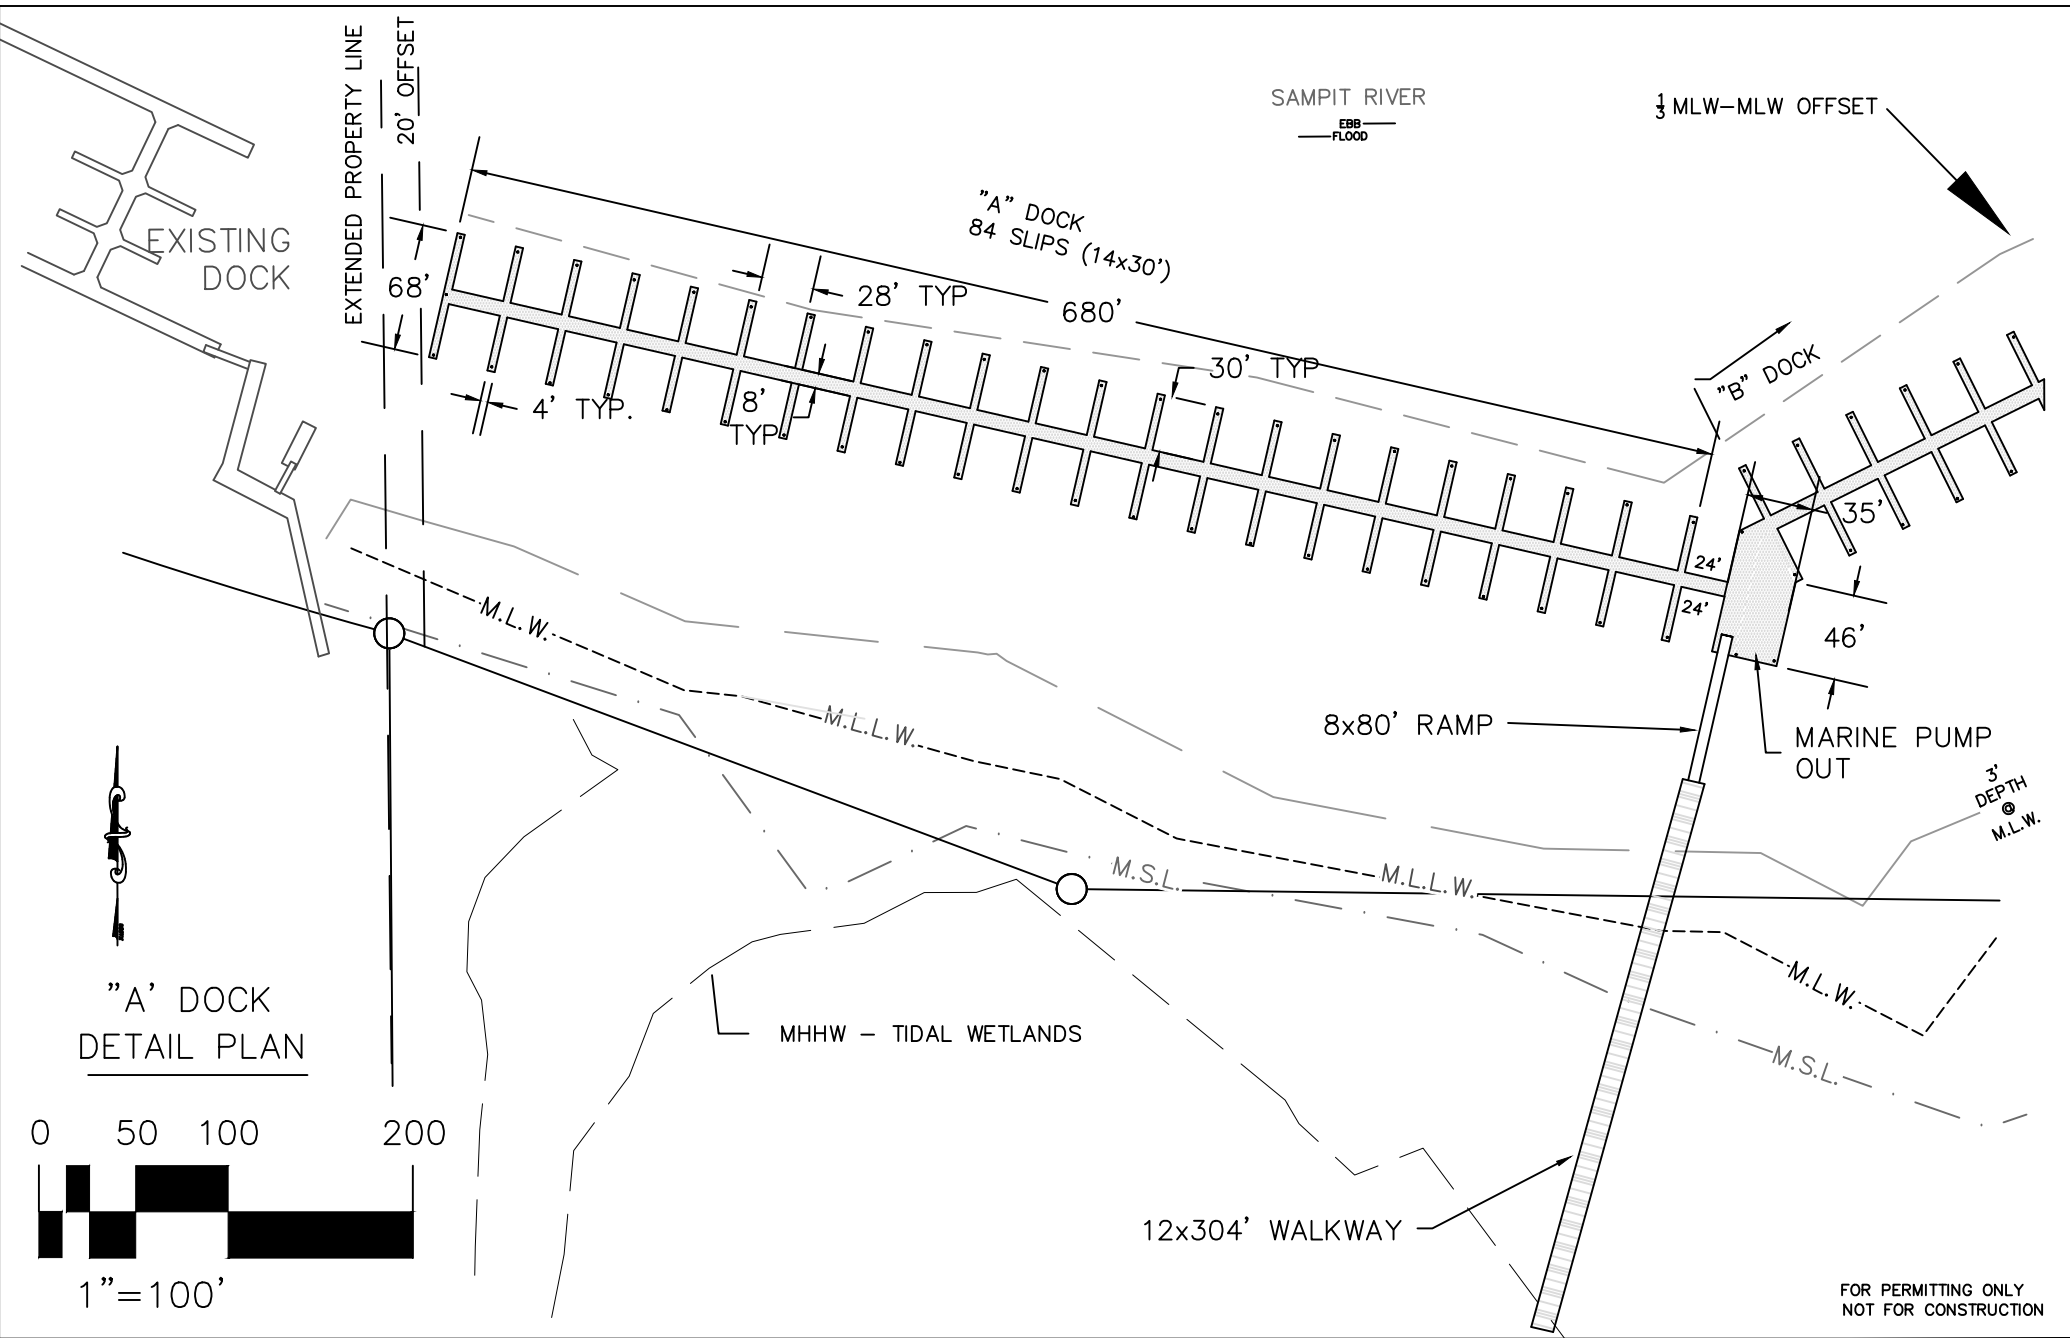 EXTENDED PROPERTY LINE
20' OFFSET
SAMPIT RIVER
EBB
FLOOD
1/3 MLW-MLW OFFSET
"A" DOCK
84 SLIPS (14x30')
EXISTING
DOCK
68'
28' TYP
680'
30' TYP
"B" DOCK
4' TYP.
8'
TYP
35'
24'
24'
46'
M.L.W.
M.L.L.W.
8x80' RAMP
MARINE PUMP
OUT
3'
DEPTH
@
M.L.W.
M.S.L.
M.L.L.W.
M.L.W.
"A' DOCK
DETAIL PLAN
MHHW - TIDAL WETLANDS
M.S.L.
0 50 100 200
12x304' WALKWAY
1"=100'
FOR PERMITTING ONLY
NOT FOR CONSTRUCTION